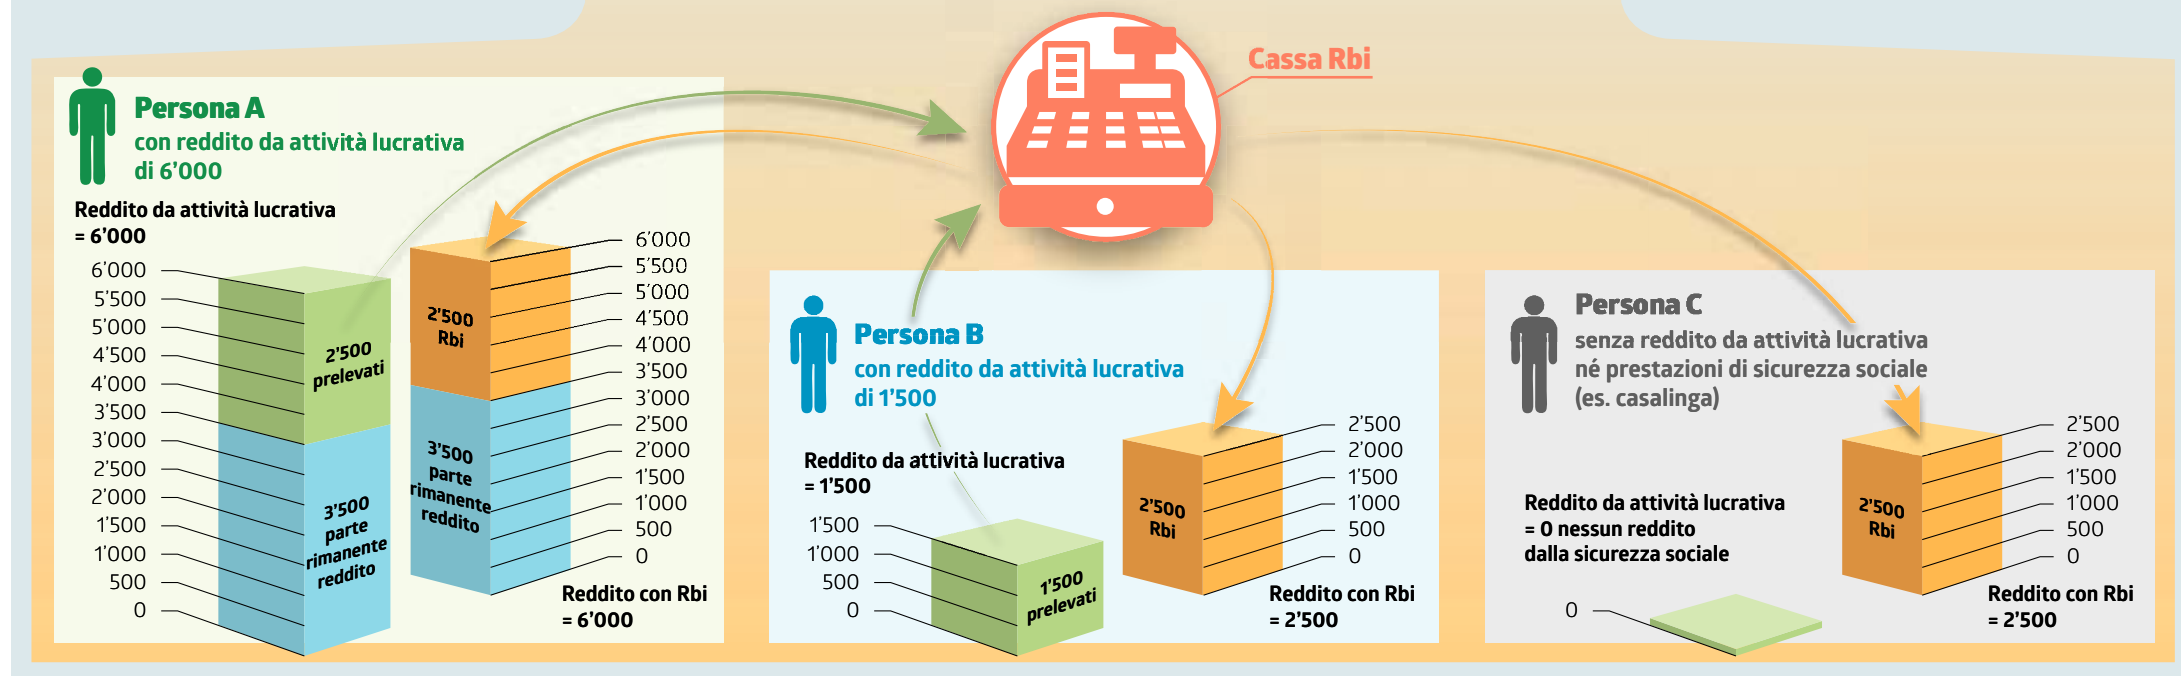 Cassa Rbi
Persona A
con reddito da attività lucrativa
di 6’000
Reddito da attività lucrativa
= 6’000
6’000
5’500
5’000
4’500
4’000
3’500
3’000
2’500
2’000
1’500
1’000
500
0
2’500
prelevati
3’500
parte
rimanente
reddito
2’500
Rbi
3’500
parte
rimanente
reddito
6’000
5’500
5’000
4’500
4’000
3’500
3’000
2’500
2’000
1’500
1’000
500
0
Reddito con Rbi
= 6’000
Persona B
con reddito da attività lucrativa
di 1’500
Reddito da attività lucrativa
= 1’500
1’500
1’000
500
0
1’500
prelevati
2’500
Rbi
2’500
2’000
1’500
1’000
500
0
Reddito con Rbi
= 2’500
Persona C
senza reddito da attività lucrativa
né prestazioni di sicurezza sociale
(es. casalinga)
Reddito da attività lucrativa
= 0 nessun reddito
dalla sicurezza sociale
0
2’500
Rbi
2’500
2’000
1’500
1’000
500
0
Reddito con Rbi
= 2’500